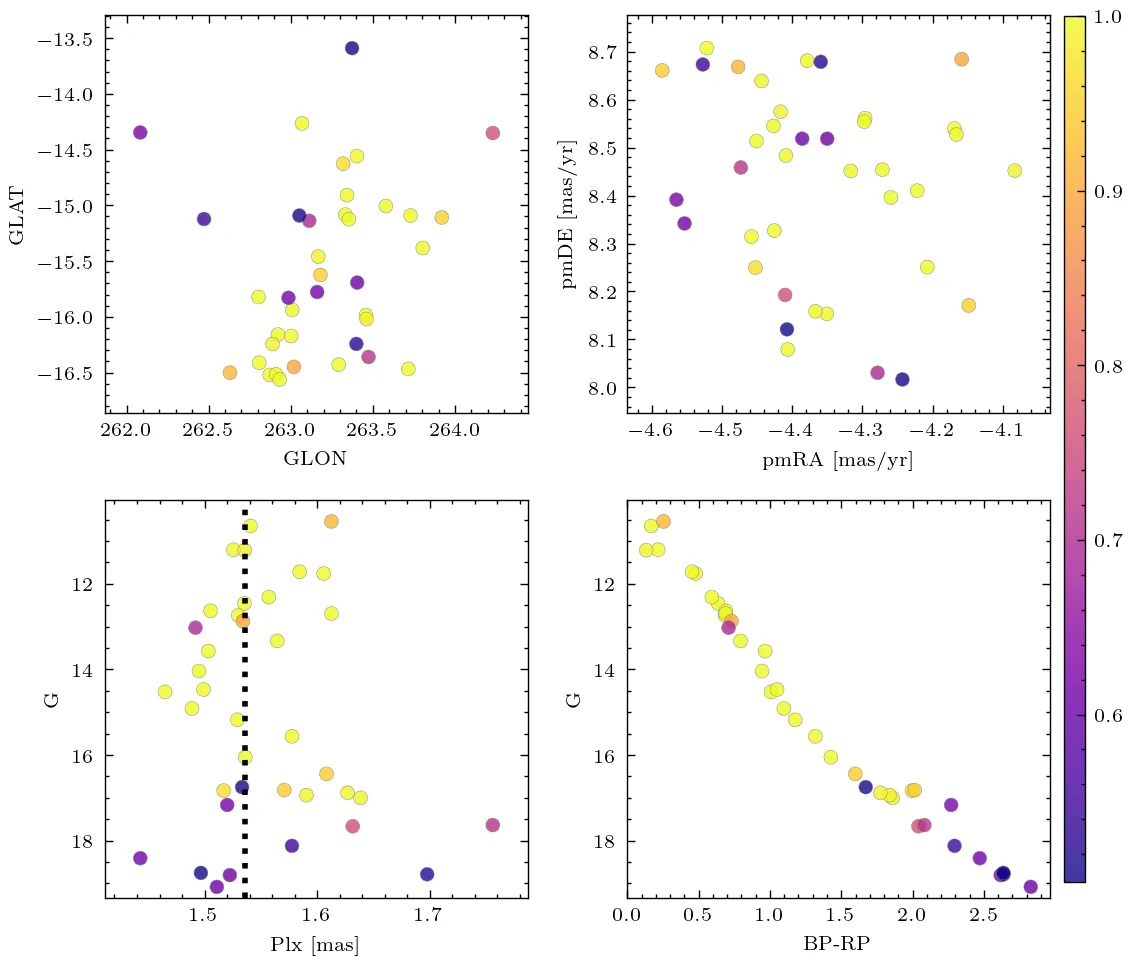 −13.5
−14.0
−14.5
−15.0
−15.5
−16.0
−16.5
GLAT
262.0 262.5 263.0 263.5 264.0
GLON
8.7
8.6
8.5
8.4
8.3
8.2
8.1
8.0
pmDE [mas/yr]
−4.6 −4.5 −4.4 −4.3 −4.2 −4.1
pmRA [mas/yr]
1.0
0.9
0.8
0.7
0.6
12
14
16
18
G
1.5 1.6 1.7
Plx [mas]
12
14
16
18
G
0.0 0.5 1.0 1.5 2.0 2.5
BP-RP